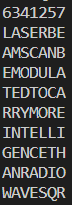 6341257
LASERBE
AMSCANB
EMODULA
TEDTOCA
RRYMORE
INTELLI
GENCETH
ANRADIO
WAVESQR